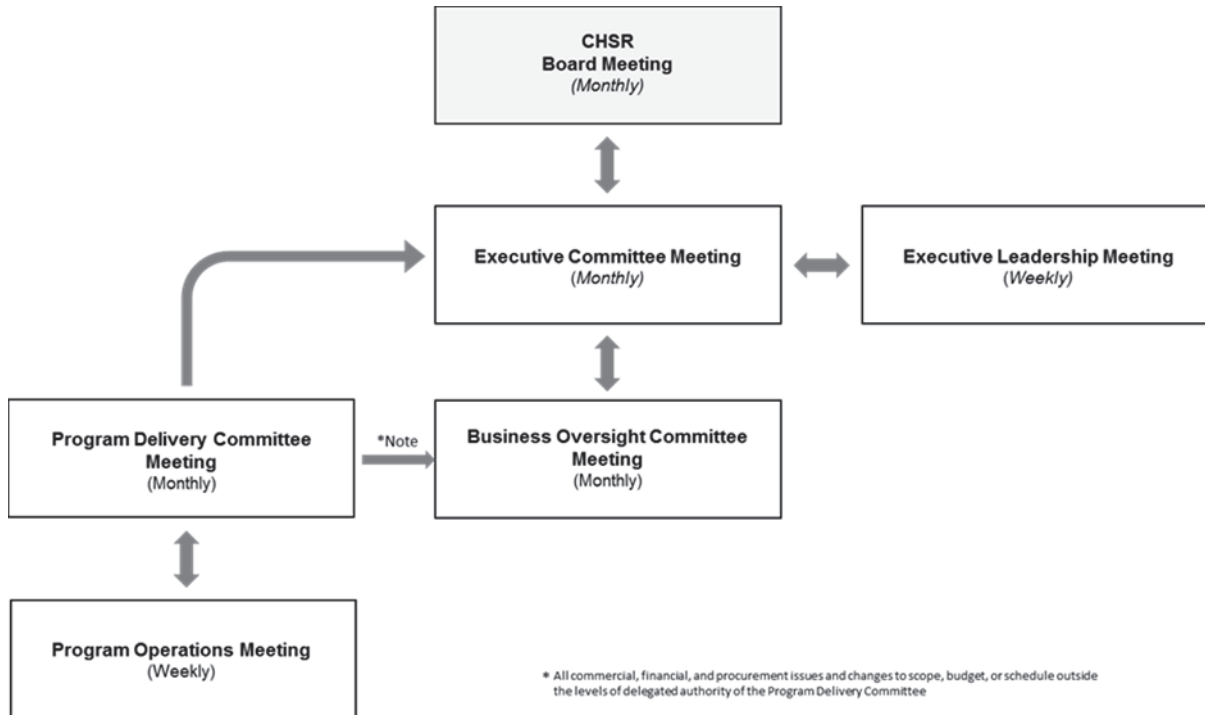 CHSR
Board Meeting
(Monthly)
Executive Committee Meeting
(Monthly)
Executive Leadership Meeting
(Weekly)
Program Delivery Committee
Meeting
(Monthly)
*Note
Business Oversight Committee
Meeting
(Monthly)
Program Operations Meeting
(Weekly)
* All commercial, financial, and procurement issues and changes to scope, budget, or schedule outside
the levels of delegated authority of the Program Delivery Committee